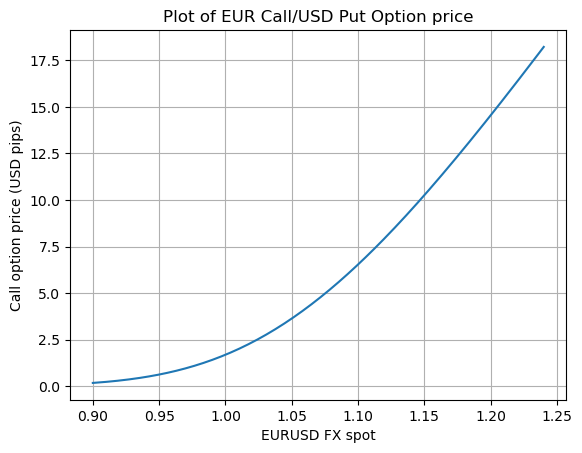 Plot of EUR Call/USD Put Option price
Call option price (USD pips)
17.5
15.0
12.5
10.0
7.5
5.0
2.5
0.0
0.90 0.95 1.00 1.05 1.10 1.15 1.20 1.25
EURUSD FX spot